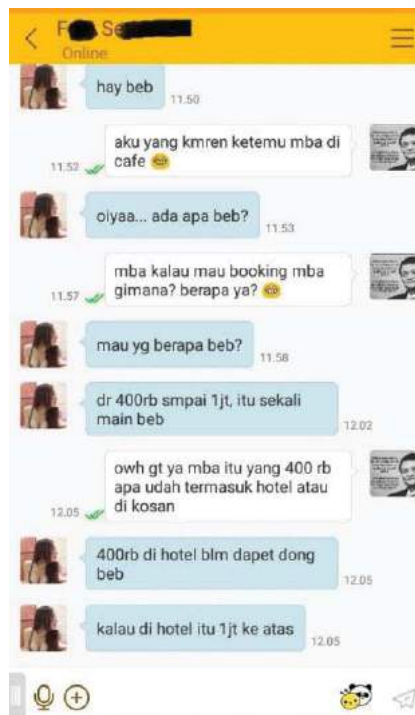 F Se
Online
hay beb
11.50
aku yang kmren ketemu mba di
cafe
11.52
oiyaa... ada apa beb?
11.53
mba kalau mau booking mba
gimana? berapa ya?
11.57
mau yg berapa beb?
11.58
dr 400rb smpai 1jt, itu sekali
main beb
12.02
owh gt ya mba itu yang 400 rb
apa udah termasuk hotel atau
di kosan
12.05
400rb di hotel blm dapet dong
beb
12.05
kalau di hotel itu 1jt ke atas
12.05